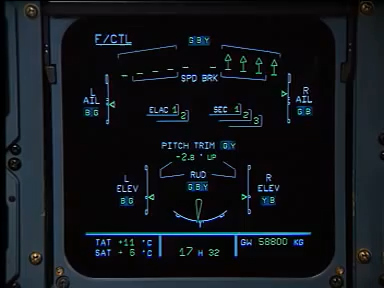 F/CTL
G B Y
SPD BRK
L
AIL
B G
R
AIL
G B
ELAC 1 2
SEC 1 2 3
PITCH TRIM G Y
-2.8° UP
RUD
G B Y
L
ELEV
B G
R
ELEV
Y B
TAT +11 °C
SAT + 5 °C
17 H 32
GW 58800 KG